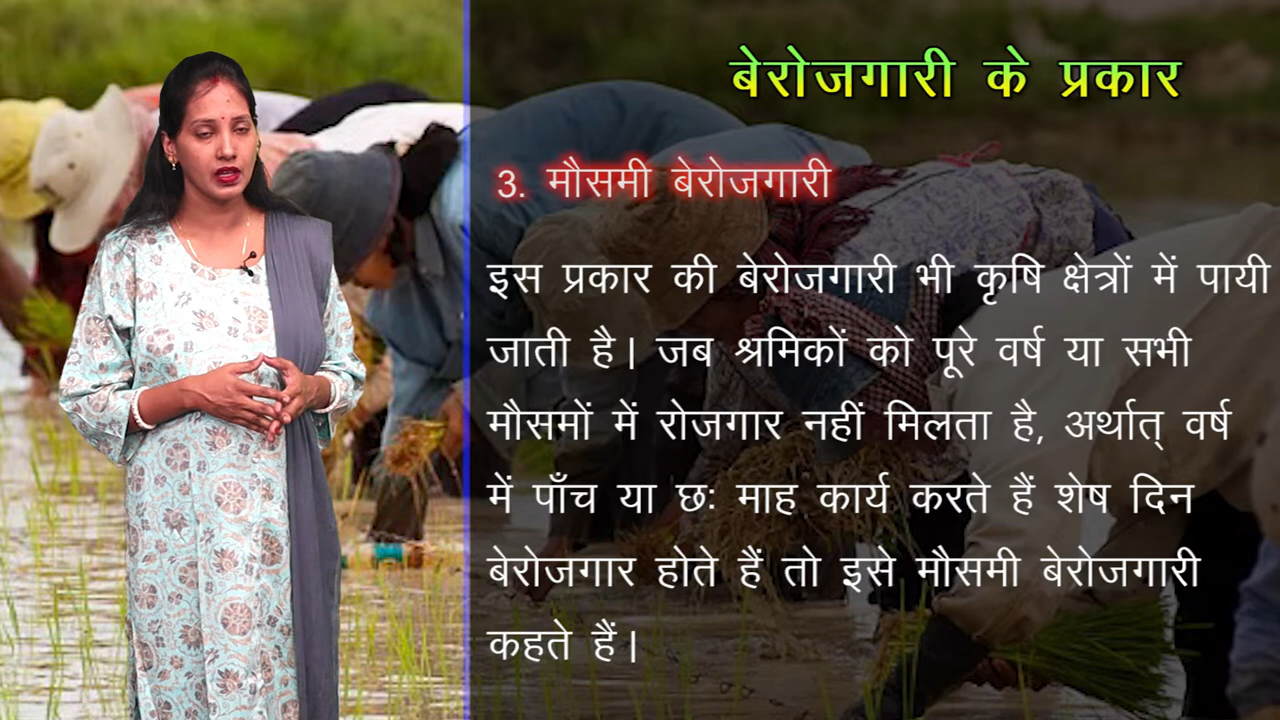 बेरोजगारी के प्रकार
3. मौसमी बेरोजगारी
इस प्रकार की बेरोजगारी भी कृषि क्षेत्रों में पायी
जाती है। जब श्रमिकों को पूरे वर्ष या सभी
मौसमों में रोजगार नहीं मिलता है, अर्थात् वर्ष
में पाँच या छः माह कार्य करते हैं शेष दिन
बेरोजगार होते हैं तो इसे मौसमी बेरोजगारी
कहते हैं।